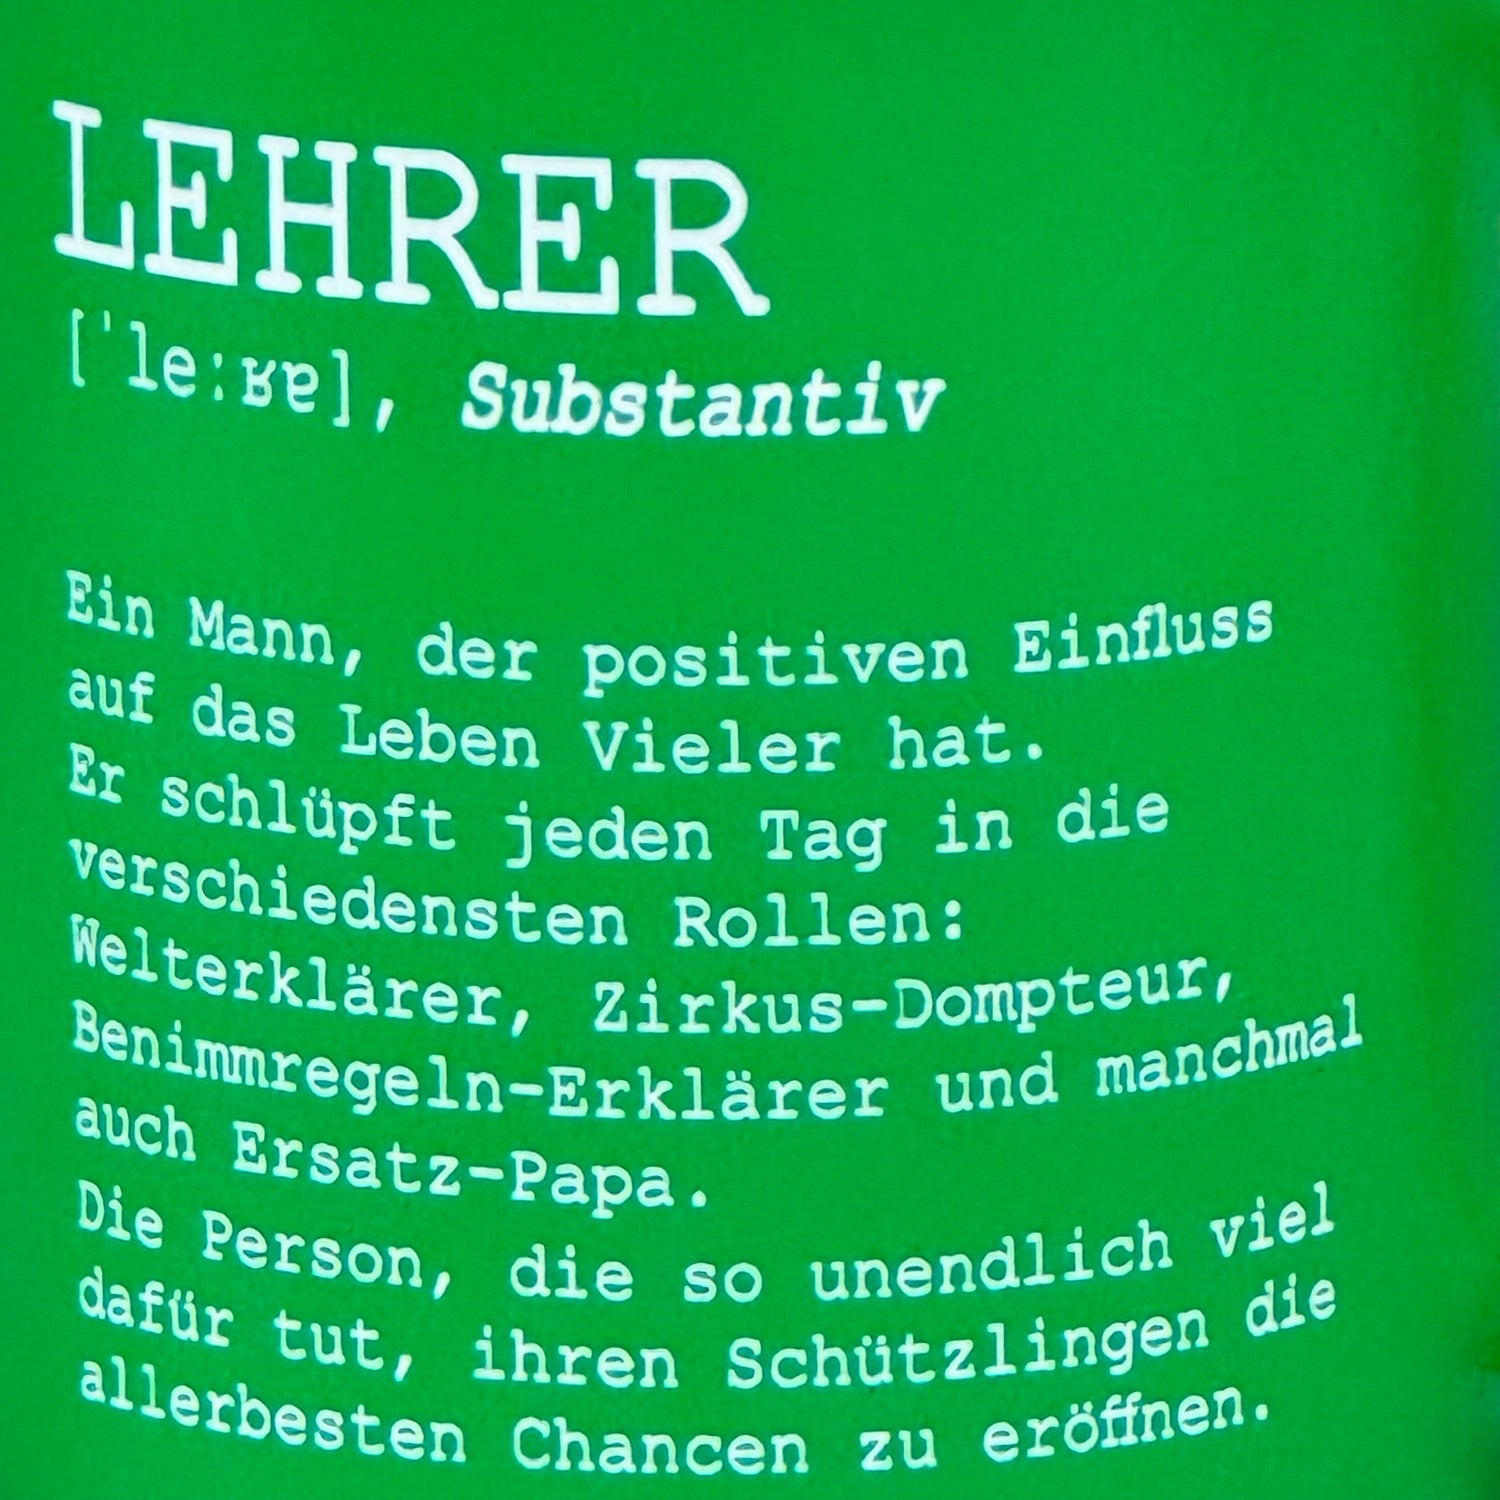 LEHRER
[ˈle:ʁɐ], Substantiv
Ein Mann, der positiven Einfluss
auf das Leben Vieler hat.
Er schlüpft jeden Tag in die
verschiedensten Rollen:
Welterklärer, Zirkus-Dompteur,
Benimmregeln-Erklärer und manchmal
auch Ersatz-Papa.
Die Person, die so unendlich viel
dafür tut, ihren Schützlingen die
allerbesten Chancen zu eröffnen.